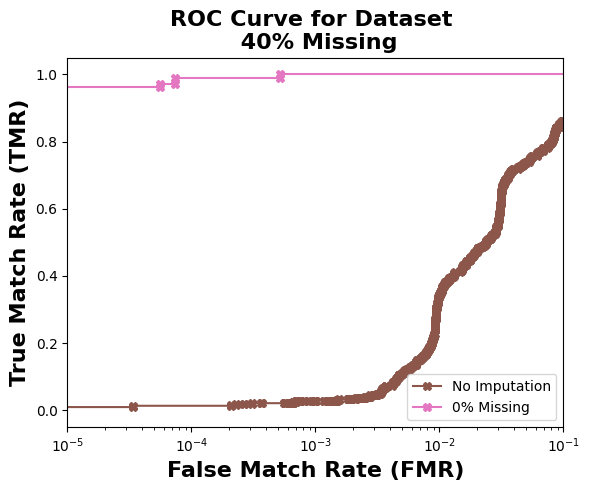 ROC Curve for Dataset
40% Missing
True Match Rate (TMR)
1.0
0.8
0.6
0.4
0.2
0.0
No Imputation
0% Missing
10⁻⁵ 10⁻⁴ 10⁻³ 10⁻² 10⁻¹
False Match Rate (FMR)